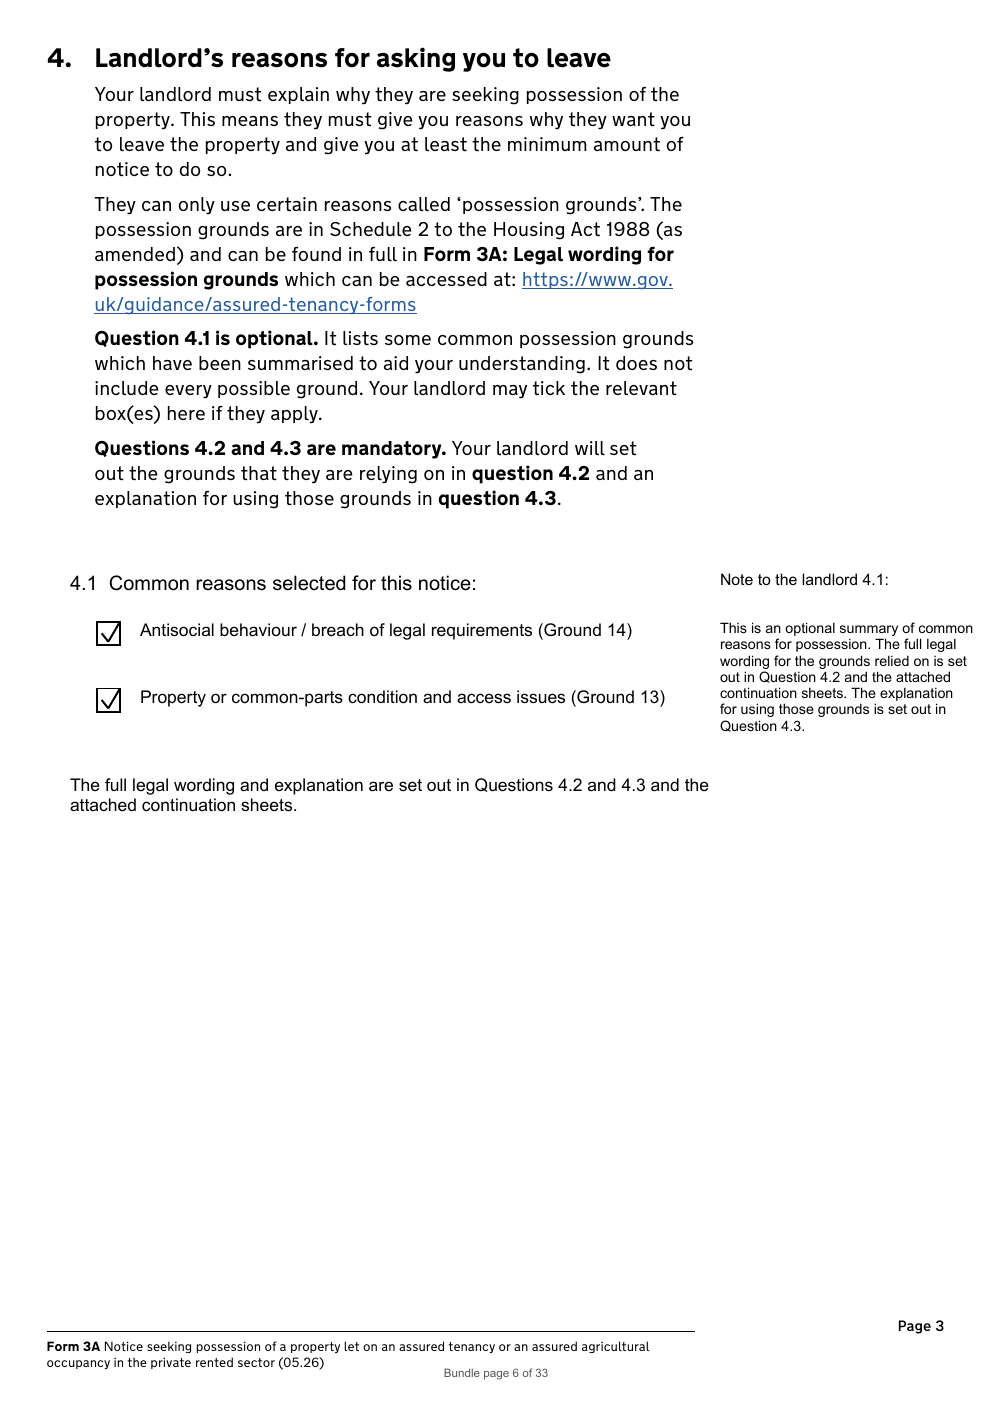 4. Landlord’s reasons for asking you to leave
Your landlord must explain why they are seeking possession of the
property. This means they must give you reasons why they want you
to leave the property and give you at least the minimum amount of
notice to do so.
They can only use certain reasons called ‘possession grounds’. The
possession grounds are in Schedule 2 to the Housing Act 1988 (as
amended) and can be found in full in Form 3A: Legal wording for
possession grounds which can be accessed at: https://www.gov.
uk/guidance/assured-tenancy-forms
Question 4.1 is optional. It lists some common possession grounds
which have been summarised to aid your understanding. It does not
include every possible ground. Your landlord may tick the relevant
box(es) here if they apply.
Questions 4.2 and 4.3 are mandatory. Your landlord will set
out the grounds that they are relying on in question 4.2 and an
explanation for using those grounds in question 4.3.
4.1 Common reasons selected for this notice:
Antisocial behaviour / breach of legal requirements (Ground 14)
Property or common-parts condition and access issues (Ground 13)
The full legal wording and explanation are set out in Questions 4.2 and 4.3 and the
attached continuation sheets.
Note to the landlord 4.1:
This is an optional summary of common
reasons for possession. The full legal
wording for the grounds relied on is set
out in Question 4.2 and the attached
continuation sheets. The explanation
for using those grounds is set out in
Question 4.3.
Page 3
Form 3A Notice seeking possession of a property let on an assured tenancy or an assured agricultural
occupancy in the private rented sector (05.26)
Bundle page 6 of 33